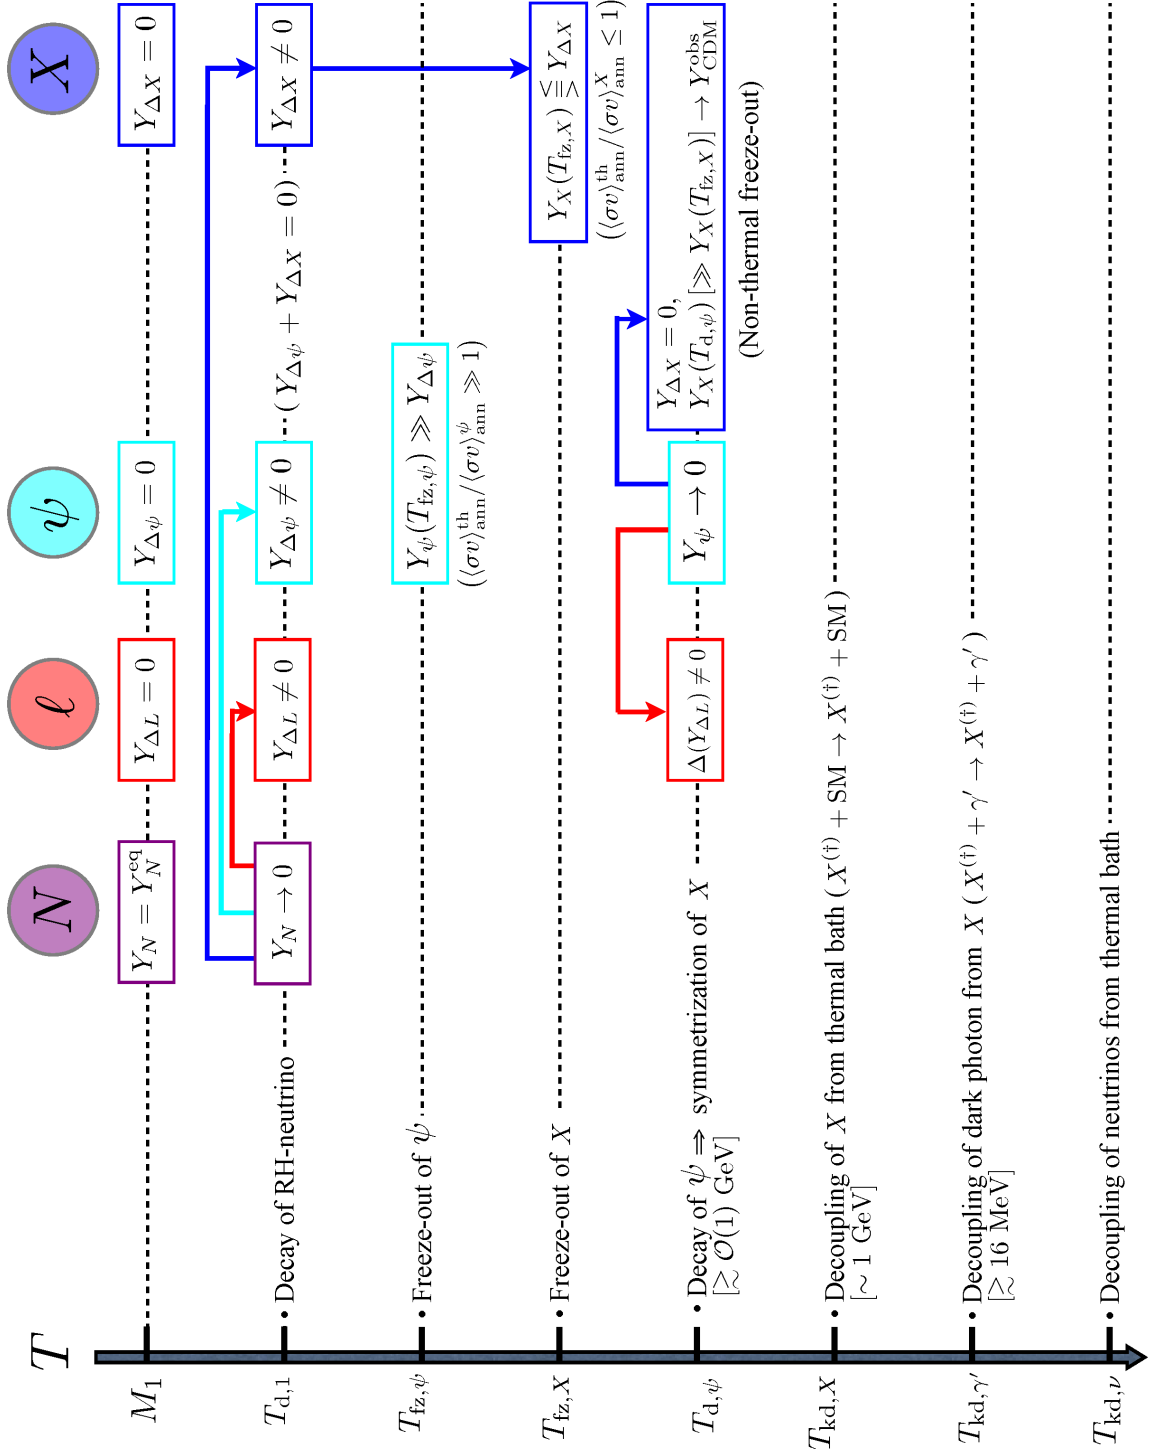 T N ℓ ψ X
M₁ Y_N = Y_N^eq Y_ΔL = 0 Y_Δψ = 0 Y_ΔX = 0
T_d,1 • Decay of RH-neutrino Y_N → 0 Y_ΔL ≠ 0 Y_Δψ ≠ 0 (Y_Δψ + Y_ΔX = 0) Y_ΔX ≠ 0
T_fz,ψ • Freeze-out of ψ Y_ψ(T_fz,ψ) ≫ Y_Δψ
(⟨σv⟩_ann^th/⟨σv⟩_ann^ψ ≫ 1)
T_fz,X • Freeze-out of X Y_X(T_fz,X) ⪋ Y_ΔX
(⟨σv⟩_ann^th/⟨σv⟩_ann^X ≤ 1)
T_d,ψ • Decay of ψ ⇒ symmetrization of X Δ(Y_ΔL) ≠ 0 Y_ψ → 0 Y_ΔX = 0,
[≳ 𝒪(1) GeV] Y_X(T_d,ψ) [≫ Y_X(T_fz,X)] → Y_CDM^obs
(Non-thermal freeze-out)
T_kd,X • Decoupling of X from thermal bath (X^(†) + SM → X^(†) + SM)
[∼ 1 GeV]
T_kd,γ′ • Decoupling of dark photon from X (X^(†) + γ′ → X^(†) + γ′)
[≳ 16 MeV]
T_kd,ν • Decoupling of neutrinos from thermal bath